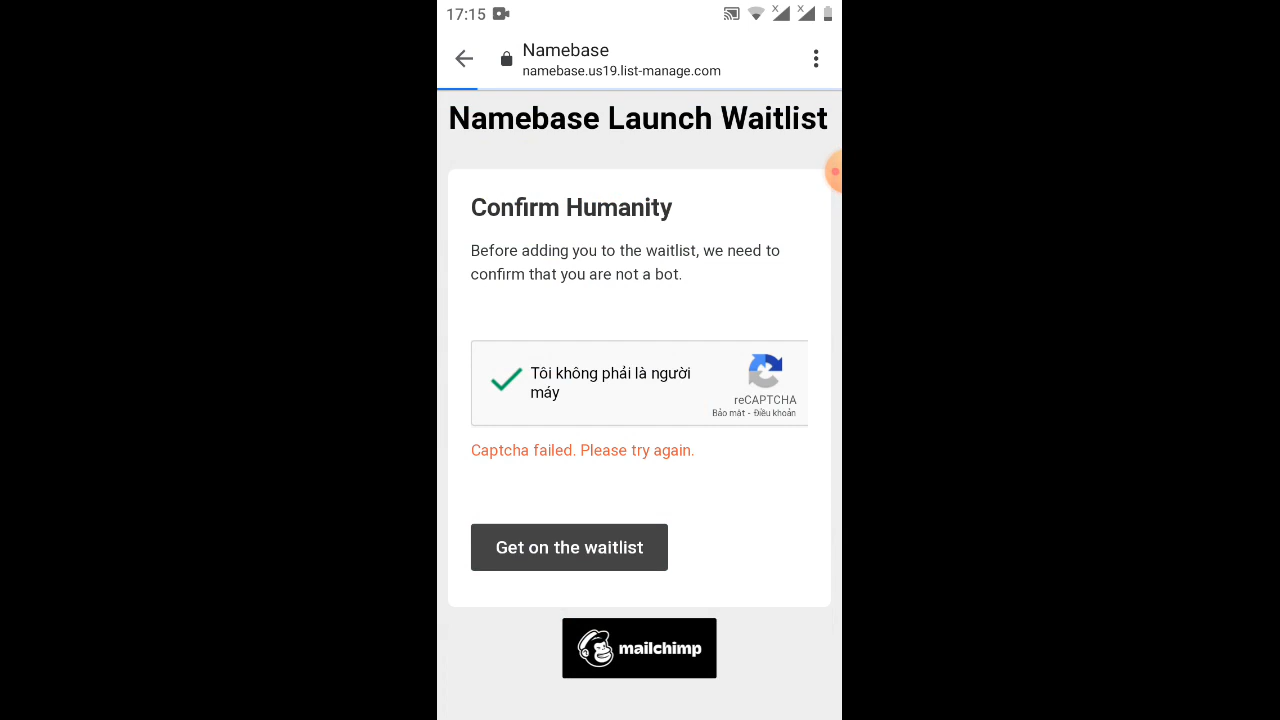 17:15
Namebase
namebase.us19.list-manage.com
Namebase Launch Waitlist
Confirm Humanity
Before adding you to the waitlist, we need to
confirm that you are not a bot.
Tôi không phải là người
máy
reCAPTCHA
Bảo mật - Điều khoản
Captcha failed. Please try again.
Get on the waitlist
mailchimp